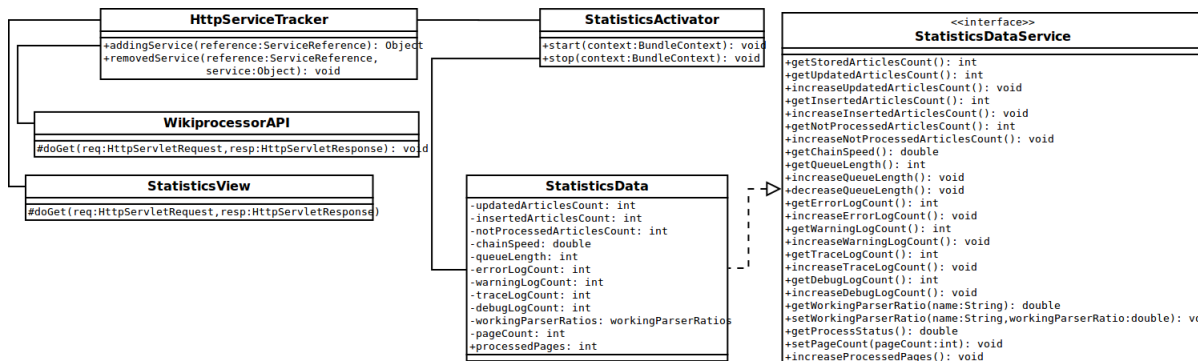 HttpServiceTracker
+addingService(reference:ServiceReference): Object
+removedService(reference:ServiceReference,
service:Object): void
StatisticsActivator
+start(context:BundleContext): void
+stop(context:BundleContext): void
<<interface>>
StatisticsDataService
+getStoredArticlesCount(): int
+getUpdatedArticlesCount(): int
+increaseUpdatedArticlesCount(): void
+getInsertedArticlesCount(): int
+increaseInsertedArticlesCount(): void
+getNotProcessedArticlesCount(): int
+increaseNotProcessedArticlesCount(): void
+getChainSpeed(): double
+getQueueLength(): int
+increaseQueueLength(): void
+decreaseQueueLength(): void
+getErrorLogCount(): int
+increaseErrorLogCount(): void
+getWarningLogCount(): int
+increaseWarningLogCount(): void
+getTraceLogCount(): int
+increaseTraceLogCount(): void
+getDebugLogCount(): int
+increaseDebugLogCount(): void
+getWorkingParserRatio(name:String): double
+setWorkingParserRatio(name:String,workingParserRatio:double): vo
+getProcessStatus(): double
+setPageCount(pageCount:int): void
+increaseProcessedPages(): void
WikiprocessorAPI
#doGet(req:HttpServletRequest,resp:HttpServletResponse): void
StatisticsView
#doGet(req:HttpServletRequest,resp:HttpServletResponse)
StatisticsData
-updatedArticlesCount: int
-insertedArticlesCount: int
-notProcessedArticlesCount: int
-chainSpeed: double
-queueLength: int
-errorLogCount: int
-warningLogCount: int
-traceLogCount: int
-debugLogCount: int
-workingParserRatios: workingParserRatios
-pageCount: int
+processedPages: int